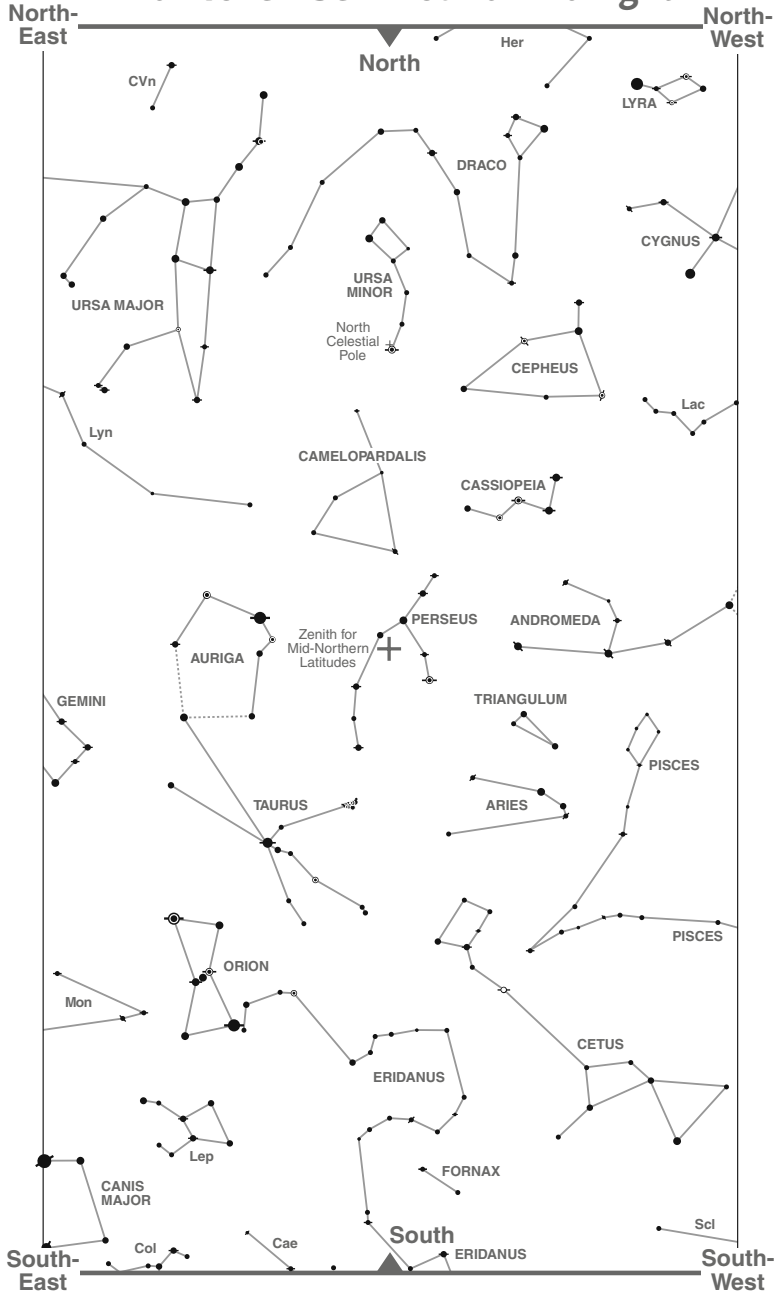 North-
East
North-
West
North
Her
CVn
LYRA
DRACO
CYGNUS
URSA
MINOR
URSA MAJOR
North
Celestial
Pole
CEPHEUS
Lac
Lyn
CAMELOPARDALIS
CASSIOPEIA
PERSEUS
ANDROMEDA
Zenith for
Mid-Northern
Latitudes
AURIGA
GEMINI
TRIANGULUM
PISCES
TAURUS
ARIES
PISCES
ORION
Mon
CETUS
ERIDANUS
Lep
FORNAX
CANIS
MAJOR
Scl
South
Col
Cae
ERIDANUS
South-
East
South-
West